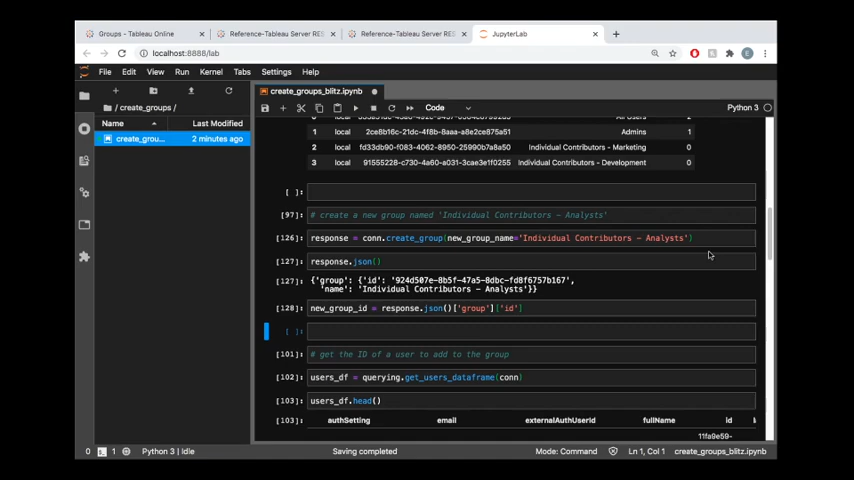 Groups - Tableau Online
Reference-Tableau Server RES
Reference-Tableau Server RES
JupyterLab
localhost:8888/lab
File Edit View Run Kernel Tabs Settings Help
create_groups_blitz.ipynb
/ create_groups /
Code
Python 3
Name Last Modified
create_grou... 2 minutes ago
1 local 2ce8b16c-21dc-4f8b-8aaa-a8e2ce875a51 Admins 1
2 local fd33db90-f083-4062-8950-25990b7a8a50 Individual Contributors - Marketing 0
3 local 91555228-c730-4a60-a031-3cae3e1f0255 Individual Contributors - Development 0
[ ]:
[97]: # create a new group named 'Individual Contributors - Analysts'
[126]: response = conn.create_group(new_group_name='Individual Contributors - Analysts')
[127]: response.json()
[127]: {'group': {'id': '924d507e-8b5f-47a5-8dbc-fd8f6757b167',
'name': 'Individual Contributors - Analysts'}}
[128]: new_group_id = response.json()['group']['id']
[ ]:
[101]: # get the ID of a user to add to the group
[102]: users_df = querying.get_users_dataframe(conn)
[103]: users_df.head()
[103]: authSetting email externalAuthUserId fullName id
11fa9e59-
0 1 Python 3 | Idle Saving completed Mode: Command Ln 1, Col 1 create_groups_blitz.ipynb